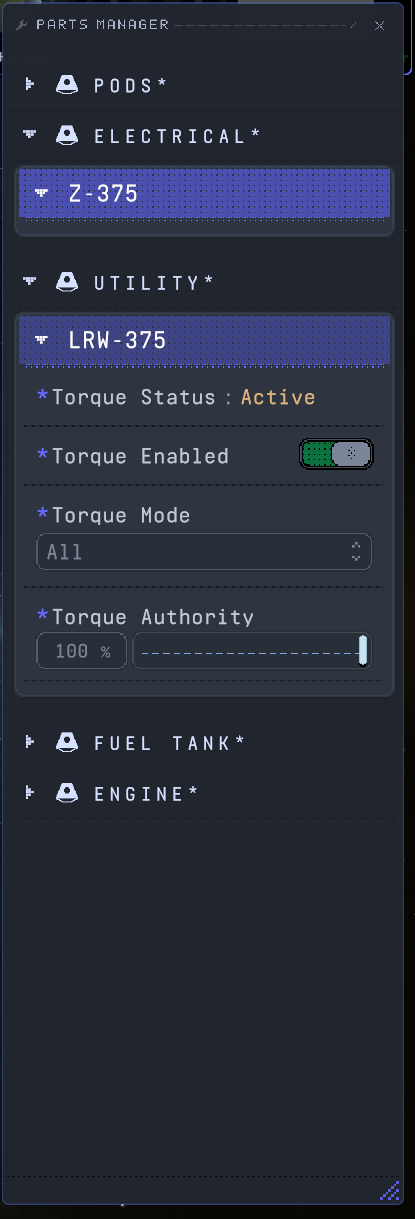 PARTS MANAGER
PODS*
ELECTRICAL*
Z-375
UTILITY*
LRW-375
*Torque Status : Active
*Torque Enabled
*Torque Mode
All
*Torque Authority
100 %
FUEL TANK*
ENGINE*